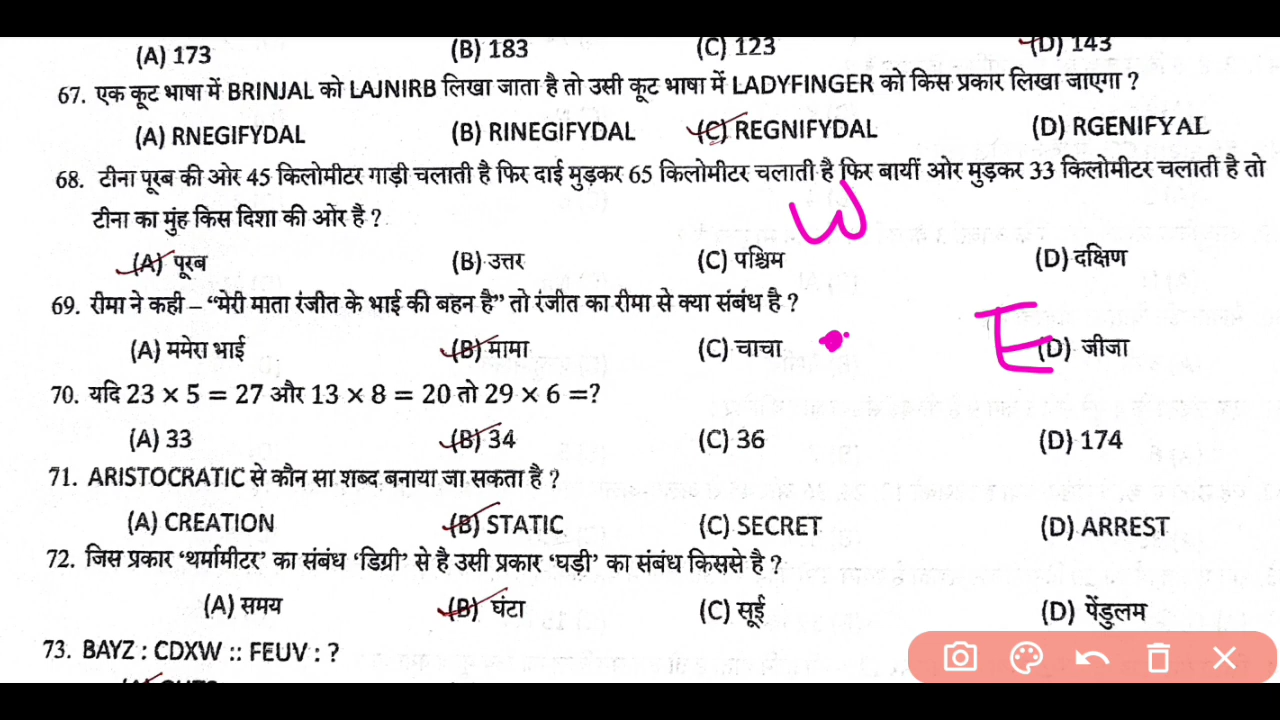 (A) 173 (B) 183 (C) 123 (D) 143
67. एक कूट भाषा में BRINJAL को LAJNIRB लिखा जाता है तो उसी कूट भाषा में LADYFINGER को किस प्रकार लिखा जाएगा ?
(A) RNEGIFYDAL (B) RINEGIFYDAL (C) REGNIFYDAL (D) RGENIFYAL
68. टीना पूरब की ओर 45 किलोमीटर गाड़ी चलाती है फिर दाई मुड़कर 65 किलोमीटर चलाती है फिर बायीं ओर मुड़कर 33 किलोमीटर चलाती है तो
टीना का मुंह किस दिशा की ओर है ?
W
(A) पूरब (B) उत्तर (C) पश्चिम (D) दक्षिण
69. रीमा ने कही – “मेरी माता रंजीत के भाई की बहन है” तो रंजीत का रीमा से क्या संबंध है ?
E
(A) ममेरा भाई (B) मामा (C) चाचा (D) जीजा
70. यदि 23 × 5 = 27 और 13 × 8 = 20 तो 29 × 6 =?
(A) 33 (B) 34 (C) 36 (D) 174
71. ARISTOCRATIC से कौन सा शब्द बनाया जा सकता है ?
(A) CREATION (B) STATIC (C) SECRET (D) ARREST
72. जिस प्रकार ‘थर्मामीटर’ का संबंध ‘डिग्री’ से है उसी प्रकार ‘घड़ी’ का संबंध किससे है ?
(A) समय (B) घंटा (C) सूई (D) पेंडुलम
73. BAYZ : CDXW :: FEUV : ?